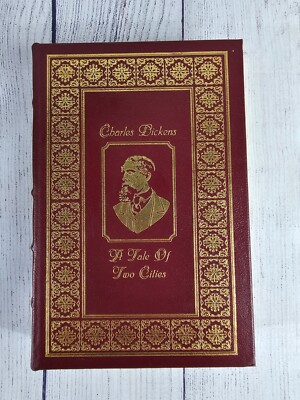 Charles Dickens
A Tale Of
Two Cities